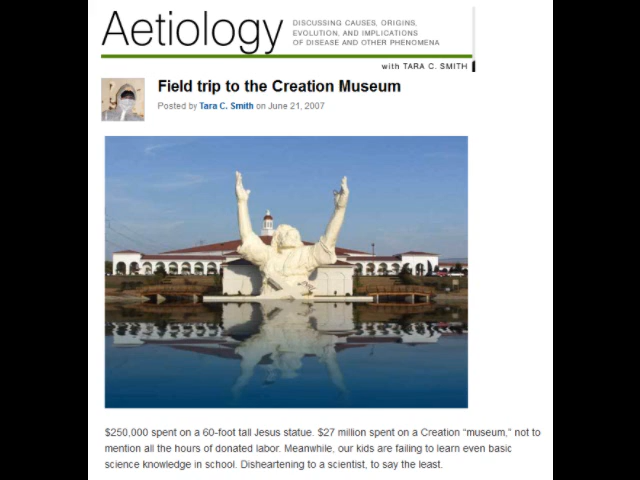 Aetiology
DISCUSSING CAUSES, ORIGINS,
EVOLUTION, AND IMPLICATIONS
OF DISEASE AND OTHER PHENOMENA
with TARA C. SMITH
Field trip to the Creation Museum
Posted by Tara C. Smith on June 21, 2007
$250,000 spent on a 60-foot tall Jesus statue. $27 million spent on a Creation “museum,” not to
mention all the hours of donated labor. Meanwhile, our kids are failing to learn even basic
science knowledge in school. Disheartening to a scientist, to say the least.